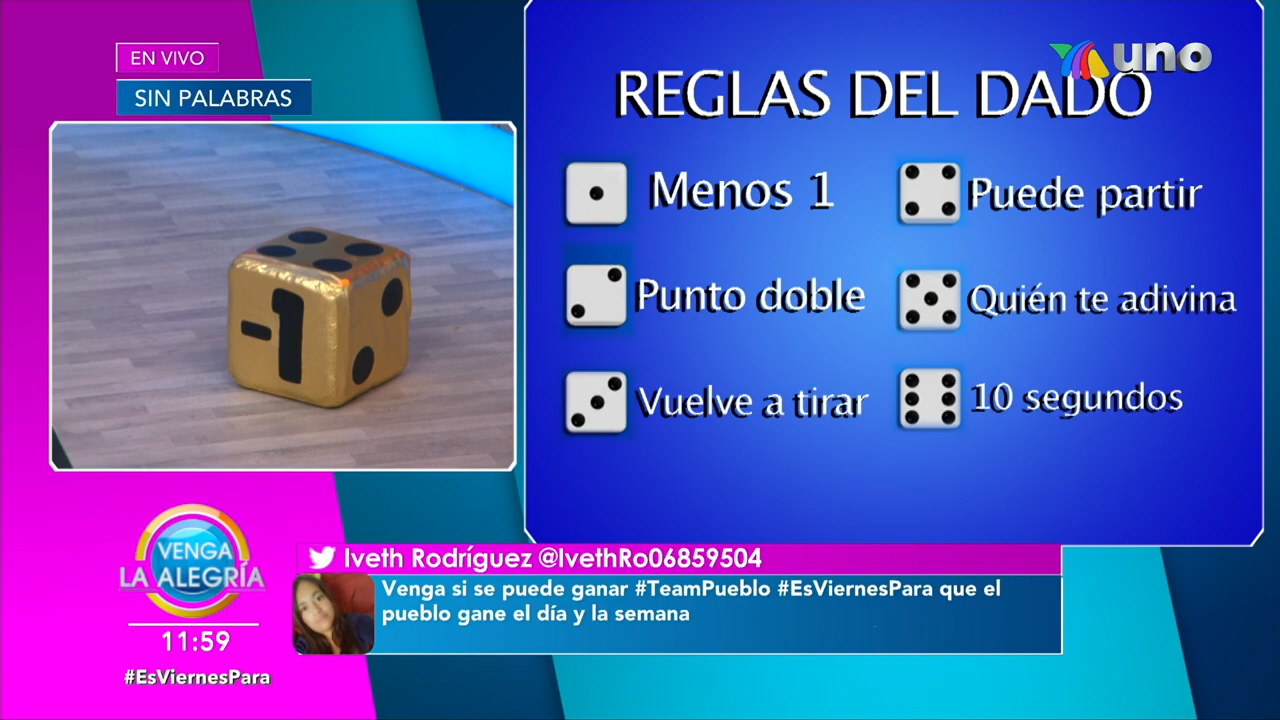 EN VIVO
SIN PALABRAS
uno
REGLAS DEL DADO
Menos 1
Puede partir
Punto doble
Quién te adivina
Vuelve a tirar
10 segundos
-1
VENGA
LA ALEGRÍA
11:59
#EsViernesPara
Iveth Rodríguez @IvethRo06859504
Venga si se puede ganar #TeamPueblo #EsViernesPara que el
pueblo gane el día y la semana